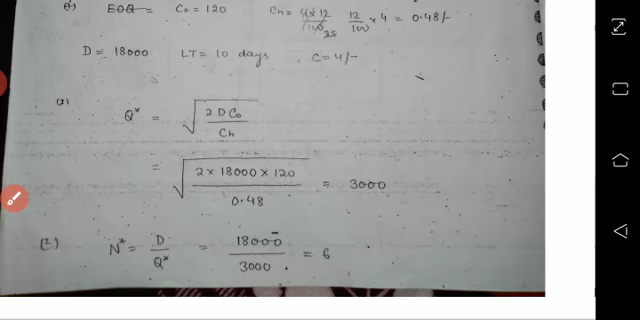 EOQ = C₀ = 120 Ch = 12/100 × 4 = 0.48/-
D = 18000 LT = 10 days C = 4/-
(1) Q* = √(2DC₀/Ch)
= √(2 × 18000 × 120/0.48) = 3000
(2) N* = D/Q* = 18000/3000 = 6